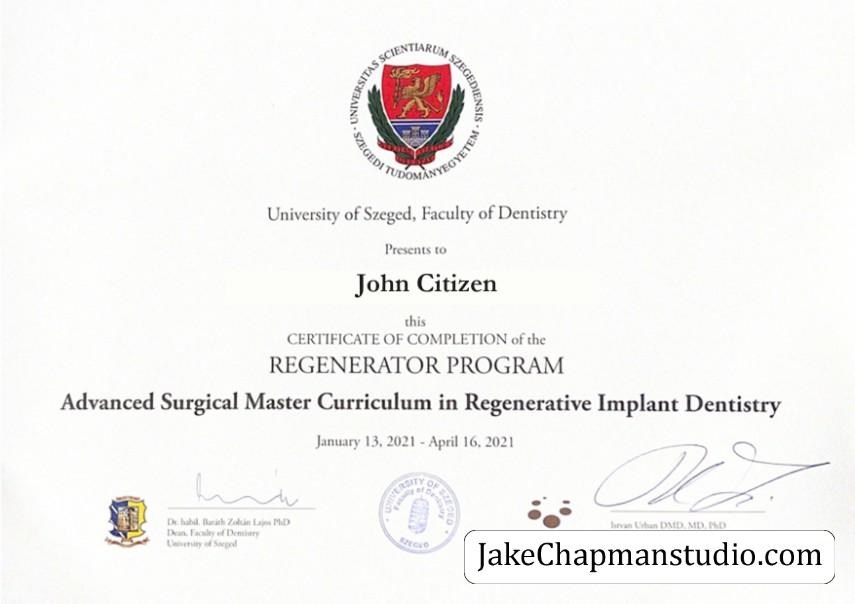 UNIVERSITAS SCIENTIARUM SZEGEDIENSIS
SZEGEDI TUDOMÁNYEGYETEM
University of Szeged, Faculty of Dentistry
Presents to
John Citizen
this
CERTIFICATE OF COMPLETION of the
REGENERATOR PROGRAM
Advanced Surgical Master Curriculum in Regenerative Implant Dentistry
January 13, 2021 - April 16, 2021
Dr. habil. Baráth Zoltán Lajos PhD
Dean, Faculty of Dentistry
University of Szeged
UNIVERSITY OF SZEGED
Faculty of Dentistry
SZEGED
Istvan Urban DMD, MD, PhD
JakeChapmanstudio.com